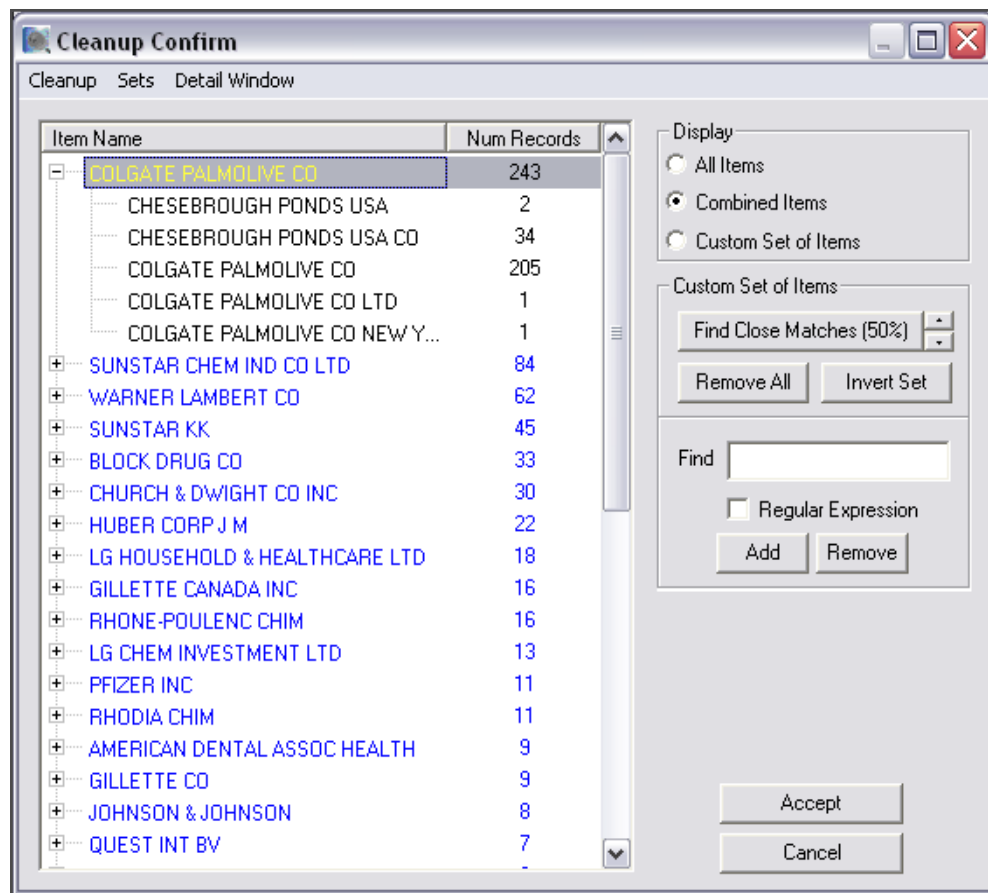 Cleanup Confirm
Cleanup Sets Detail Window
Item Name Num Records
COLGATE PALMOLIVE CO 243
CHESEBROUGH PONDS USA 2
CHESEBROUGH PONDS USA CO 34
COLGATE PALMOLIVE CO 205
COLGATE PALMOLIVE CO LTD 1
COLGATE PALMOLIVE CO NEW Y... 1
SUNSTAR CHEM IND CO LTD 84
WARNER LAMBERT CO 62
SUNSTAR KK 45
BLOCK DRUG CO 33
CHURCH & DWIGHT CO INC 30
HUBER CORP J M 22
LG HOUSEHOLD & HEALTHCARE LTD 18
GILLETTE CANADA INC 16
RHONE-POULENC CHIM 16
LG CHEM INVESTMENT LTD 13
PFIZER INC 11
RHODIA CHIM 11
AMERICAN DENTAL ASSOC HEALTH 9
GILLETTE CO 9
JOHNSON & JOHNSON 8
QUEST INT BV 7
Display
All Items
Combined Items
Custom Set of Items
Custom Set of Items
Find Close Matches (50%)
Remove All Invert Set
Find
Regular Expression
Add Remove
Accept
Cancel